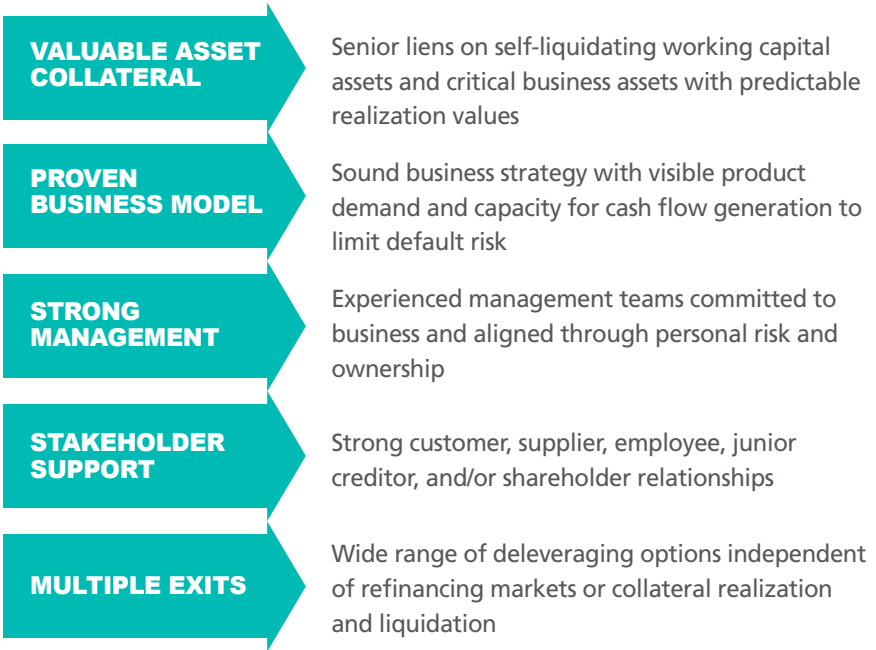 VALUABLE ASSET
COLLATERAL
Senior liens on self-liquidating working capital
assets and critical business assets with predictable
realization values
PROVEN
BUSINESS MODEL
Sound business strategy with visible product
demand and capacity for cash flow generation to
limit default risk
STRONG
MANAGEMENT
Experienced management teams committed to
business and aligned through personal risk and
ownership
STAKEHOLDER
SUPPORT
Strong customer, supplier, employee, junior
creditor, and/or shareholder relationships
MULTIPLE EXITS
Wide range of deleveraging options independent
of refinancing markets or collateral realization
and liquidation